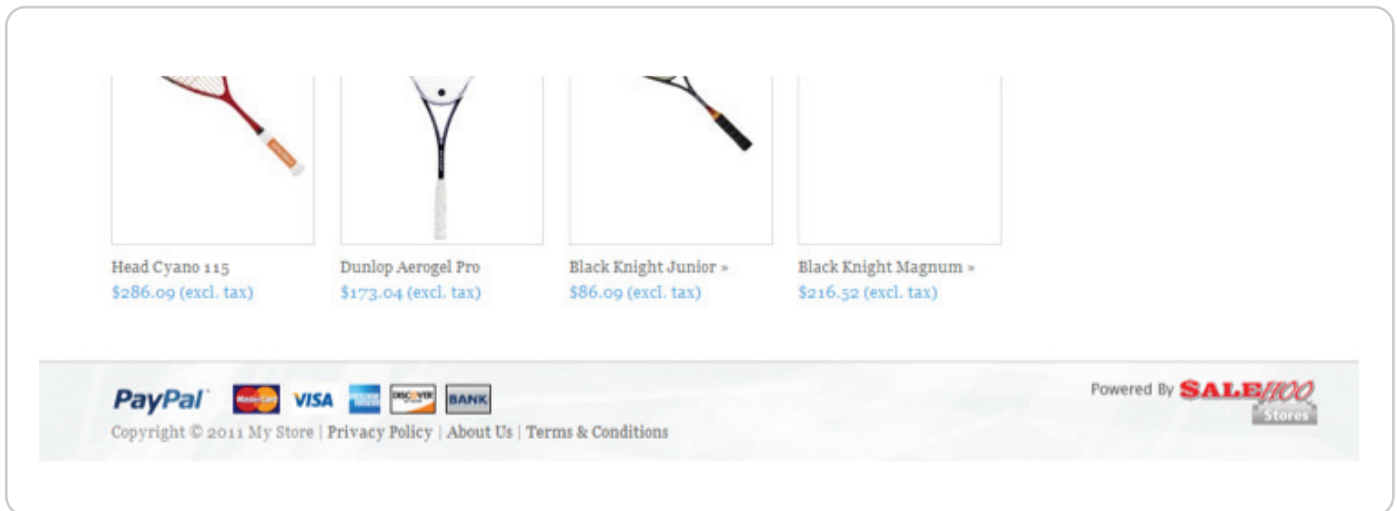 Head Cyano 115
$286.09 (excl. tax)
Dunlop Aerogel Pro
$173.04 (excl. tax)
Black Knight Junior »
$86.09 (excl. tax)
Black Knight Magnum »
$216.52 (excl. tax)
PayPal MasterCard VISA DISCOVER BANK
Copyright © 2011 My Store | Privacy Policy | About Us | Terms & Conditions
Powered By SALEHOO
Stores